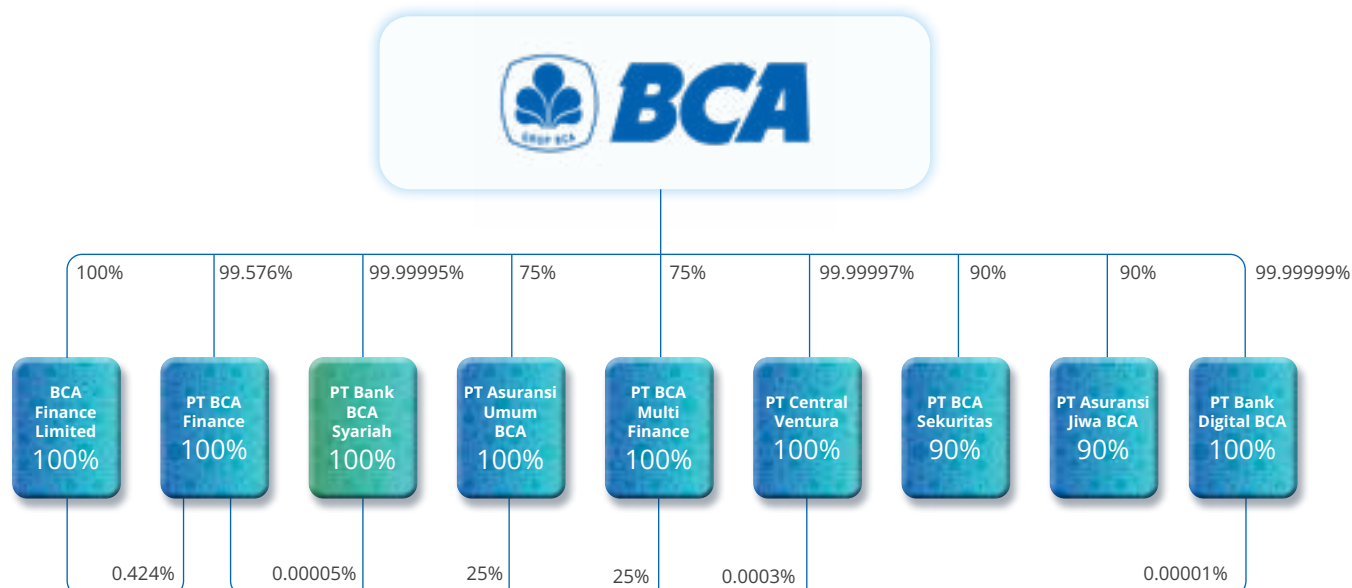 GRUP BCA
BCA
100%
99.576%
99.99995%
75%
75%
99.99997%
90%
90%
99.99999%
BCA
Finance
Limited
100%
PT BCA
Finance
100%
PT Bank
BCA
Syariah
100%
PT Asuransi
Umum
BCA
100%
PT BCA
Multi
Finance
100%
PT Central
Ventura
100%
PT BCA
Sekuritas
90%
PT Asuransi
Jiwa BCA
90%
PT Bank
Digital BCA
100%
0.424%
0.00005%
25%
25%
0.0003%
0.00001%